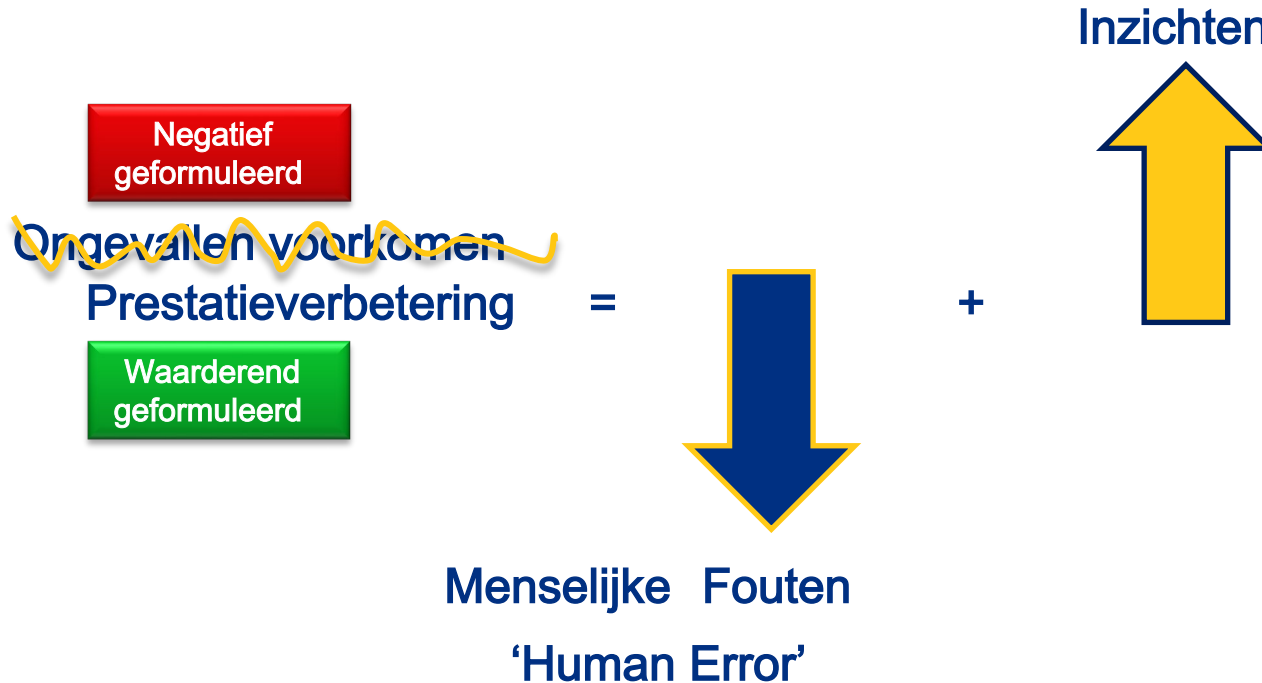 Inzichten
Negatief
geformuleerd
Ongevallen voorkomen
Prestatieverbetering = +
Waarderend
geformuleerd
Menselijke Fouten
‘Human Error’